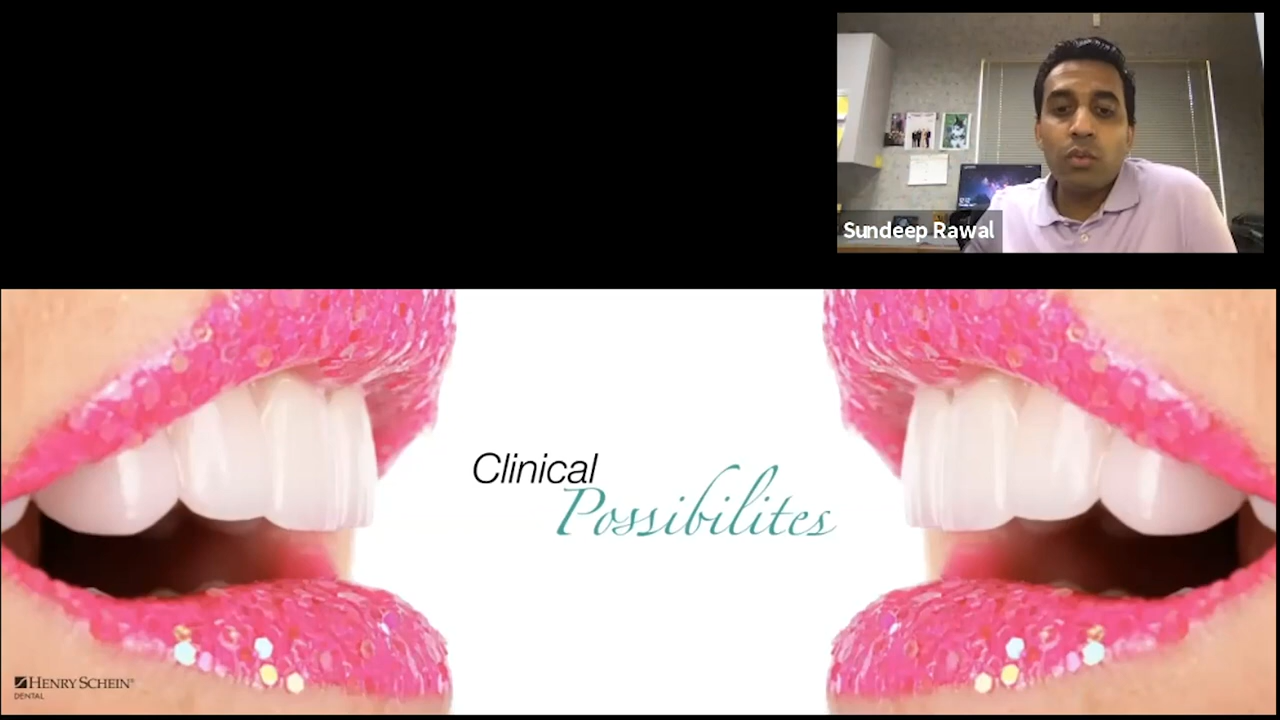 Sundeep Rawal
Clinical
Possibilites
HENRY SCHEIN®
DENTAL